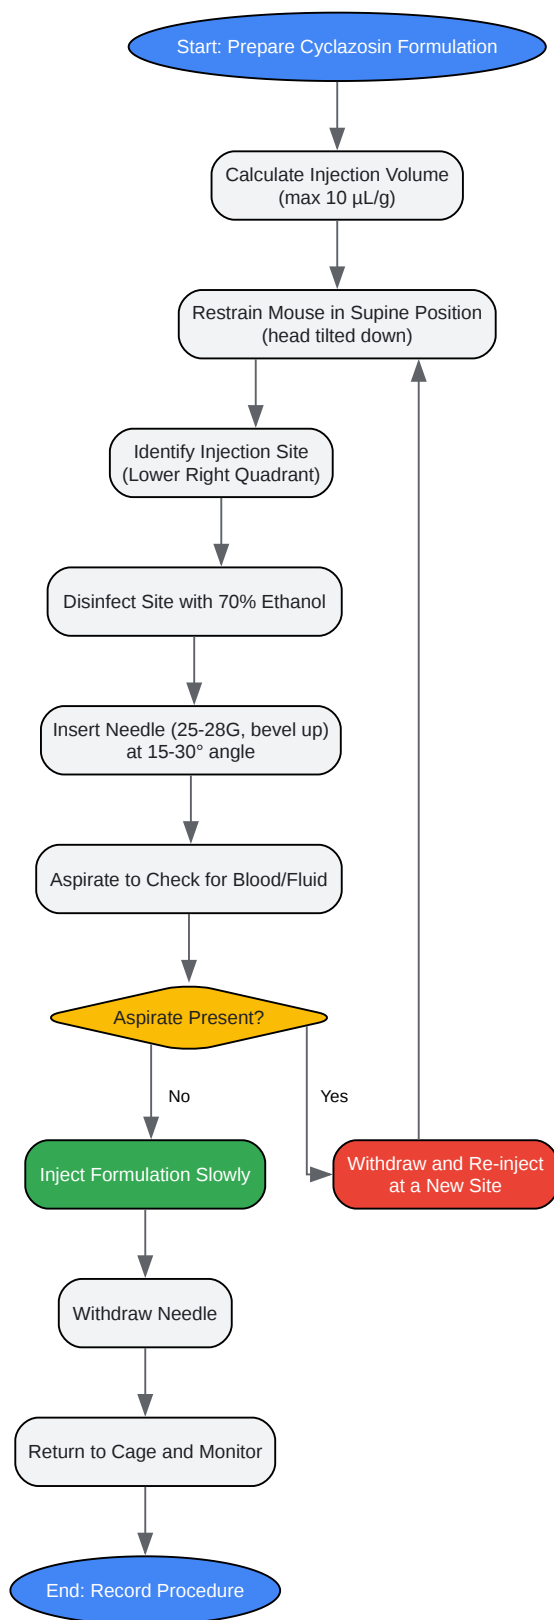 Start: Prepare Cyclazosin Formulation
Calculate Injection Volume
(max 10 µL/g)
Restrain Mouse in Supine Position
(head tilted down)
Identify Injection Site
(Lower Right Quadrant)
Disinfect Site with 70% Ethanol
Insert Needle (25-28G, bevel up)
at 15-30° angle
Aspirate to Check for Blood/Fluid
Aspirate Present?
No
Yes
Inject Formulation Slowly
Withdraw and Re-inject
at a New Site
Withdraw Needle
Return to Cage and Monitor
End: Record Procedure